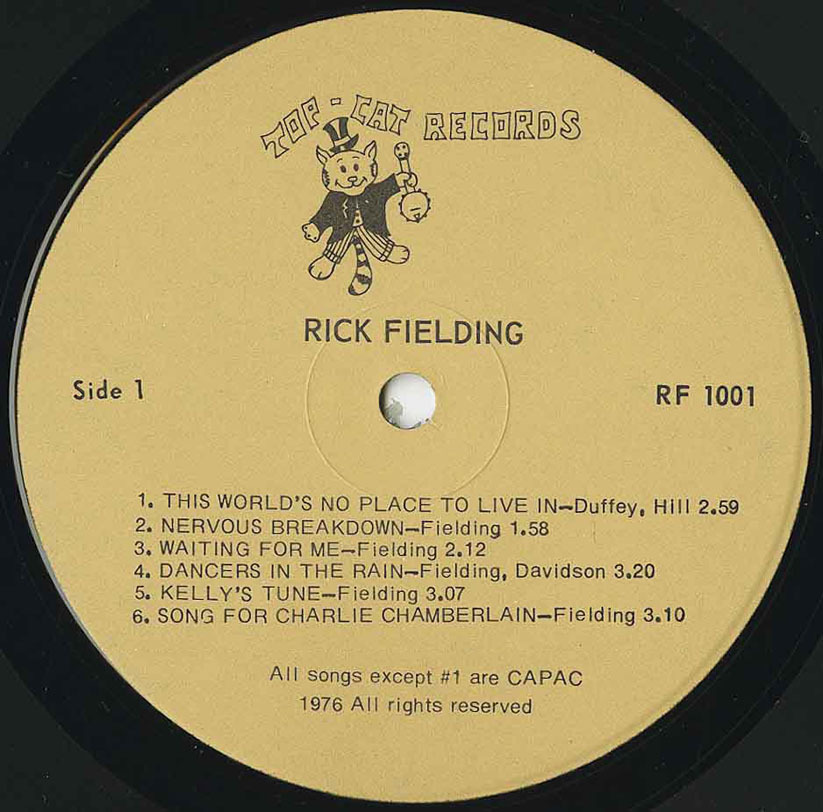 TOP-CAT RECORDS
RICK FIELDING
Side 1
RF 1001
1. THIS WORLD'S NO PLACE TO LIVE IN—Duffey, Hill 2.59
2. NERVOUS BREAKDOWN—Fielding 1.58
3. WAITING FOR ME—Fielding 2.12
4. DANCERS IN THE RAIN—Fielding, Davidson 3.20
5. KELLY'S TUNE—Fielding 3.07
6. SONG FOR CHARLIE CHAMBERLAIN—Fielding 3.10
All songs except #1 are CAPAC
1976 All rights reserved